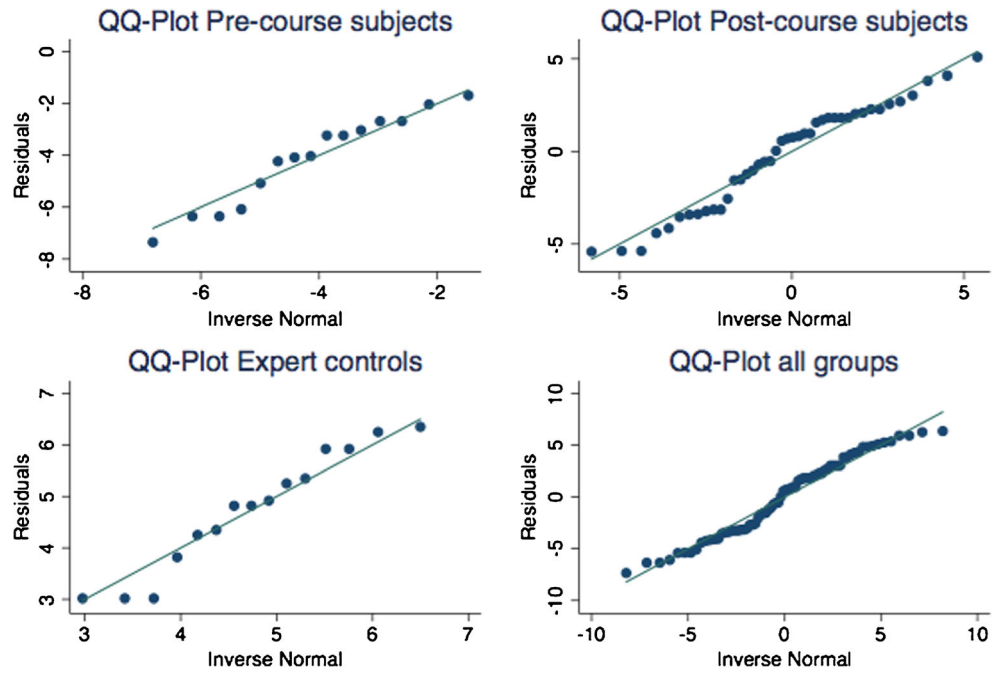 QQ-Plot Pre-course subjects
Residuals
0
-2
-4
-6
-8
-8 -6 -4 -2
Inverse Normal
QQ-Plot Post-course subjects
Residuals
5
0
-5
-5 0 5
Inverse Normal
QQ-Plot Expert controls
Residuals
7
6
5
4
3
3 4 5 6 7
Inverse Normal
QQ-Plot all groups
Residuals
10
5
0
-5
-10
-10 -5 0 5 10
Inverse Normal